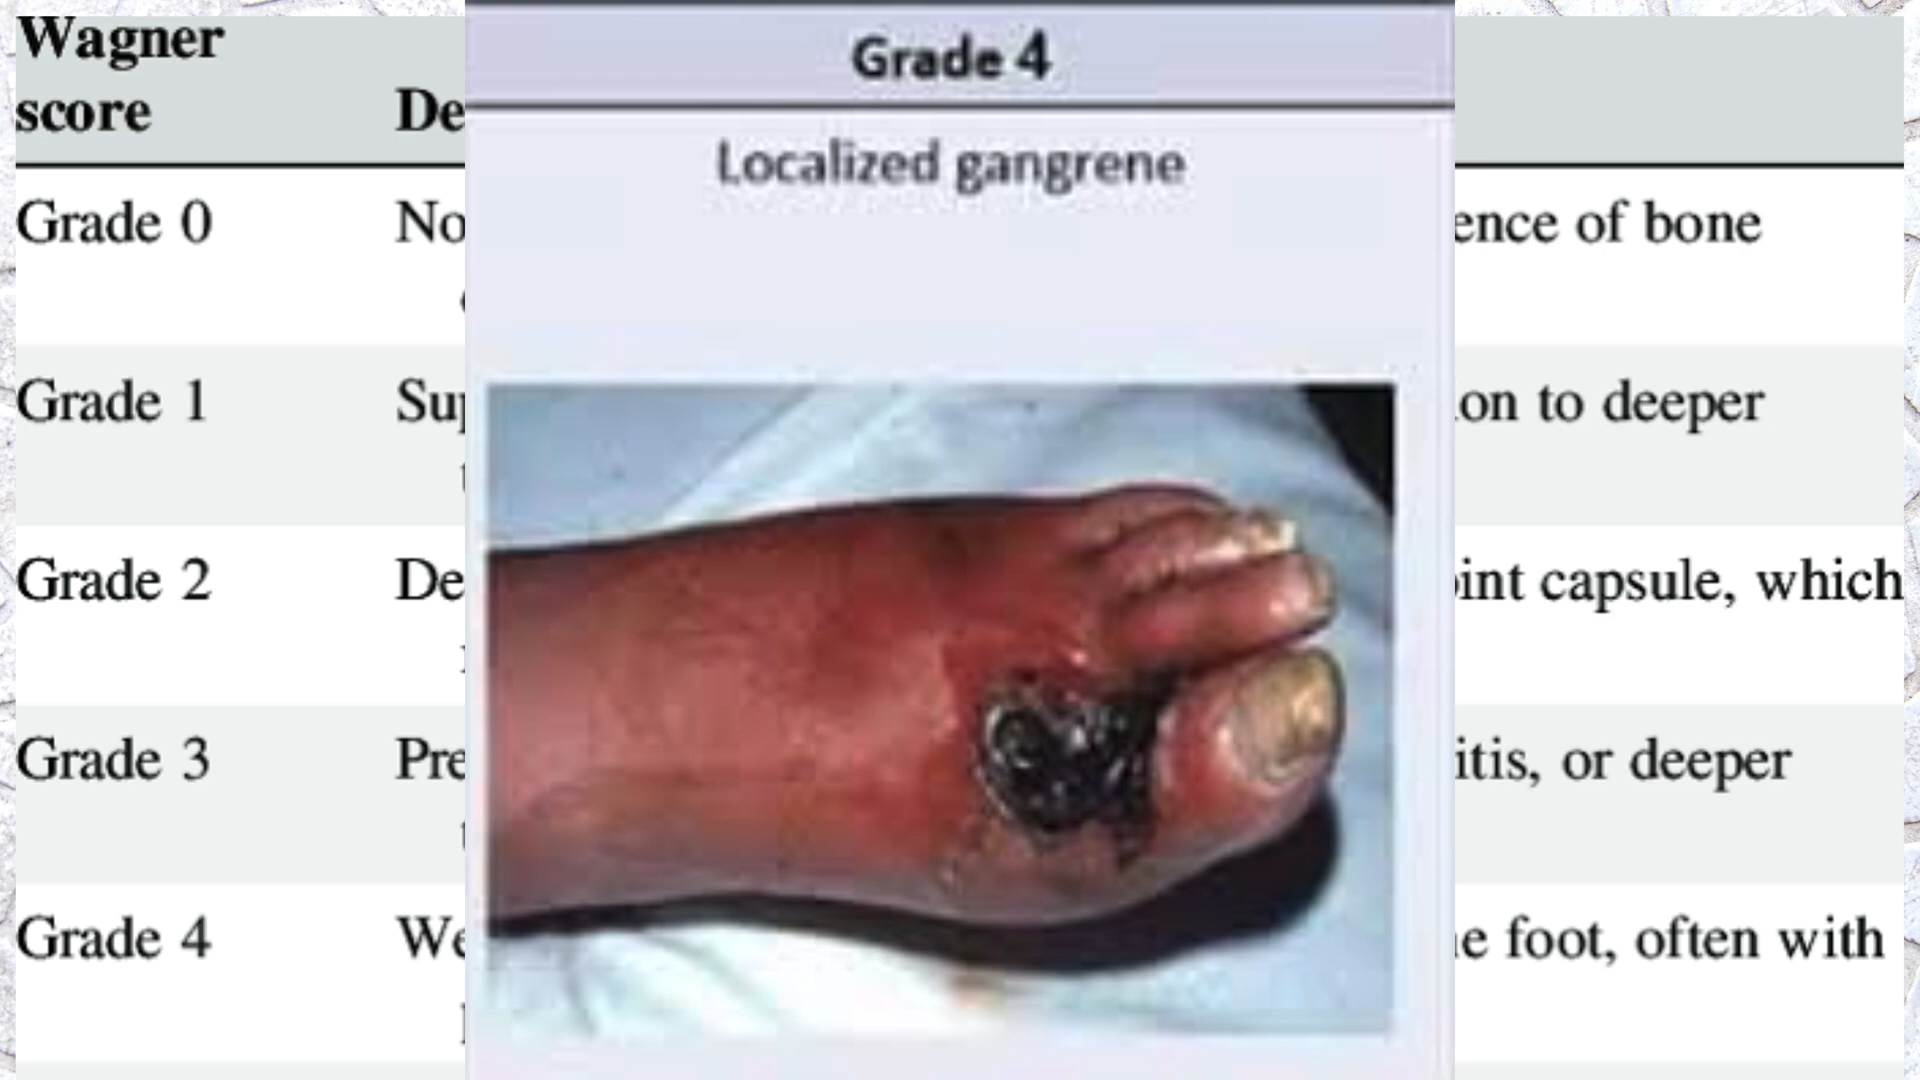 Wagner
score
De
Grade 4
Localized gangrene
Grade 0
No
ence of bone
Grade 1
Su
on to deeper
Grade 2
De
int capsule, which
Grade 3
Pre
itis, or deeper
Grade 4
We
e foot, often with